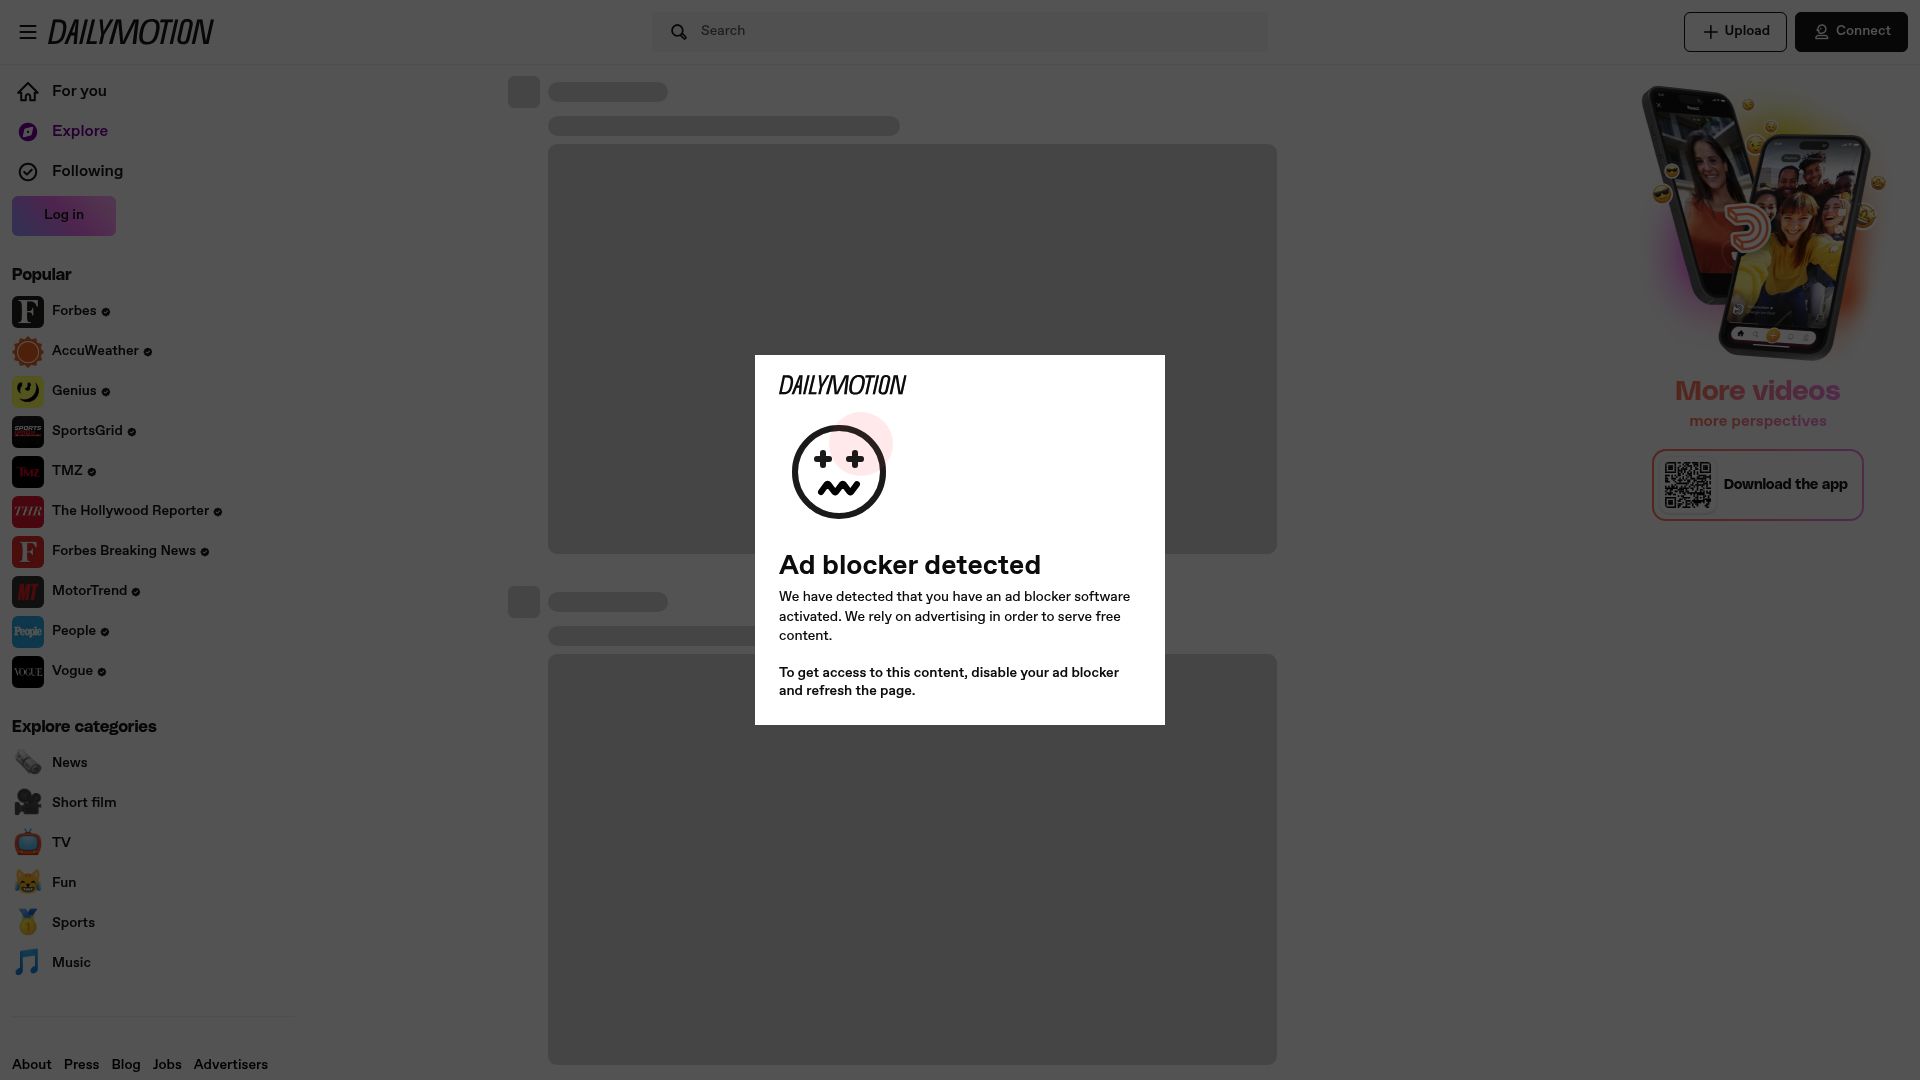 DAILYMOTION
Search
Upload
Connect
For you
Explore
Following
Log in
Popular
Forbes
AccuWeather
Genius
SportsGrid
TMZ
The Hollywood Reporter
Forbes Breaking News
MotorTrend
People
Vogue
Explore categories
News
Short film
TV
Fun
Sports
Music
About Press Blog Jobs Advertisers
DAILYMOTION
Ad blocker detected
We have detected that you have an ad blocker software
activated. We rely on advertising in order to serve free
content.
To get access to this content, disable your ad blocker
and refresh the page.
More videos
more perspectives
Download the app